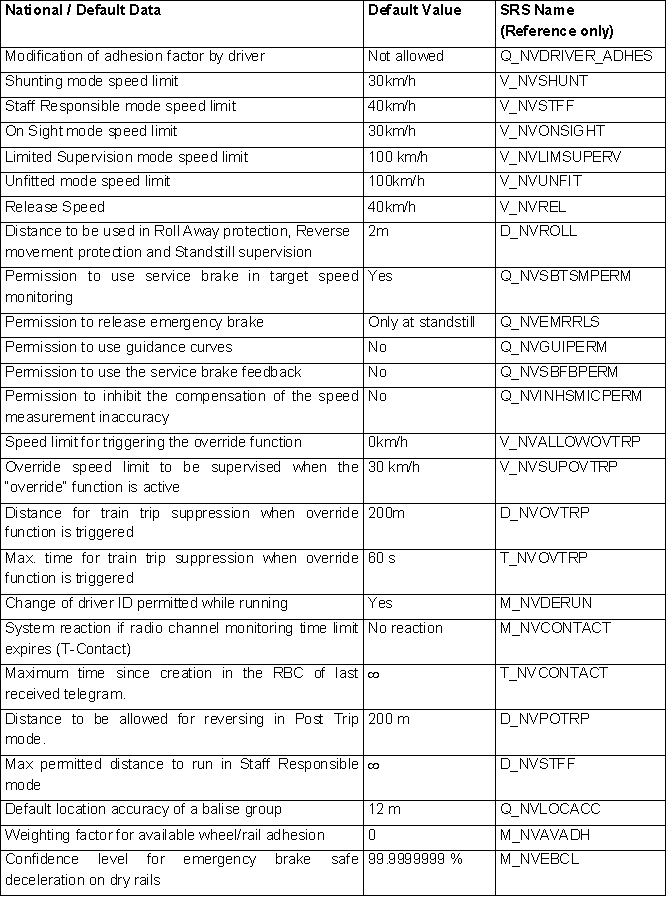 National / Default Data Default Value SRS Name
(Reference only)
Modification of adhesion factor by driver Not allowed Q_NVDRIVER_ADHES
Shunting mode speed limit 30km/h V_NVSHUNT
Staff Responsible mode speed limit 40km/h V_NVSTFF
On Sight mode speed limit 30km/h V_NVONSIGHT
Limited Supervision mode speed limit 100 km/h V_NVLIMSUPERV
Unfitted mode speed limit 100km/h V_NVUNFIT
Release Speed 40km/h V_NVREL
Distance to be used in Roll Away protection, Reverse 2m D_NVROLL
movement protection and Standstill supervision
Permission to use service brake in target speed Yes Q_NVSBTSMPERM
monitoring
Permission to release emergency brake Only at standstill Q_NVEMRRLS
Permission to use guidance curves No Q_NVGUIPERM
Permission to use the service brake feedback No Q_NVSBFBPERM
Permission to inhibit the compensation of the speed No Q_NVINHSMICPERM
measurement inaccuracy
Speed limit for triggering the override function 0km/h V_NVALLOWOVTRP
Override speed limit to be supervised when the 30 km/h V_NVSUPOVTRP
"override" function is active
Distance for train trip suppression when override 200m D_NVOVTRP
function is triggered
Max. time for train trip suppression when override 60 s T_NVOVTRP
function is triggered
Change of driver ID permitted while running Yes M_NVDERUN
System reaction if radio channel monitoring time limit No reaction M_NVCONTACT
expires (T-Contact)
Maximum time since creation in the RBC of last ∞ T_NVCONTACT
received telegram.
Distance to be allowed for reversing in Post Trip 200 m D_NVPOTRP
mode.
Max permitted distance to run in Staff Responsible ∞ D_NVSTFF
mode
Default location accuracy of a balise group 12 m Q_NVLOCACC
Weighting factor for available wheel/rail adhesion 0 M_NVAVADH
Confidence level for emergency brake safe 99.9999999 % M_NVEBCL
deceleration on dry rails